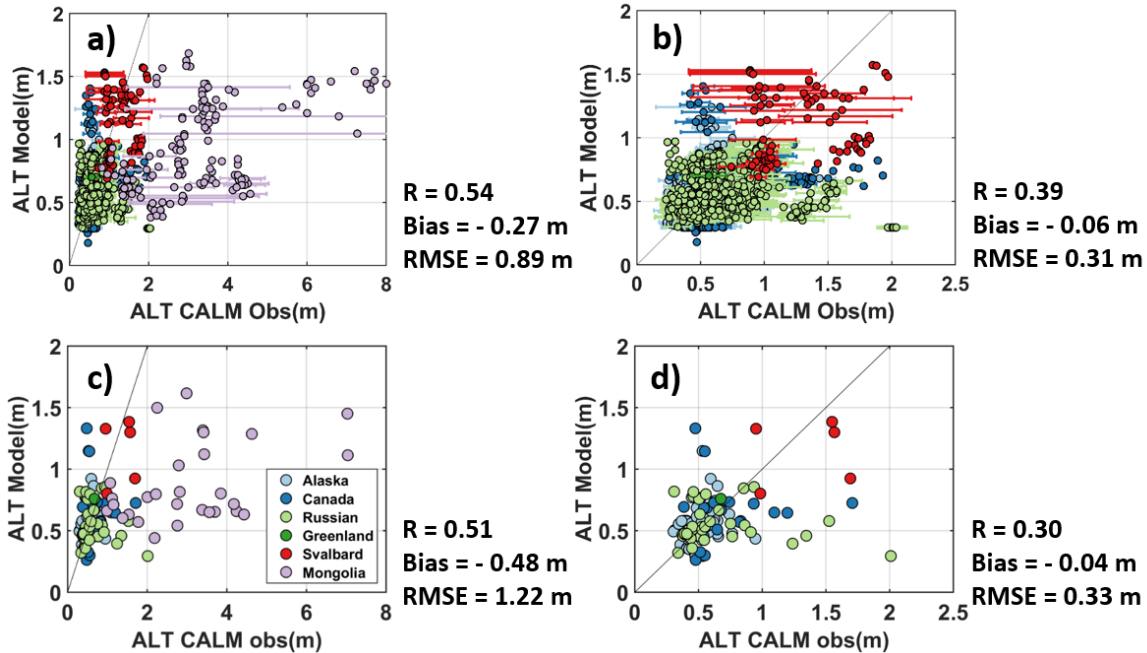 a)
2
1.5
1
0.5
0
0 2 4 6 8
ALT Model(m)
ALT CALM Obs(m)
R = 0.54
Bias = - 0.27 m
RMSE = 0.89 m
b)
2
1.5
1
0.5
0
0 0.5 1 1.5 2 2.5
ALT Model(m)
ALT CALM Obs(m)
R = 0.39
Bias = - 0.06 m
RMSE = 0.31 m
c)
2
1.5
1
0.5
0
0 2 4 6 8
ALT Model(m)
ALT CALM obs(m)
Alaska
Canada
Russian
Greenland
Svalbard
Mongolia
R = 0.51
Bias = - 0.48 m
RMSE = 1.22 m
d)
2
1.5
1
0.5
0
0 0.5 1 1.5 2 2.5
ALT Model(m)
ALT CALM obs(m)
R = 0.30
Bias = - 0.04 m
RMSE = 0.33 m